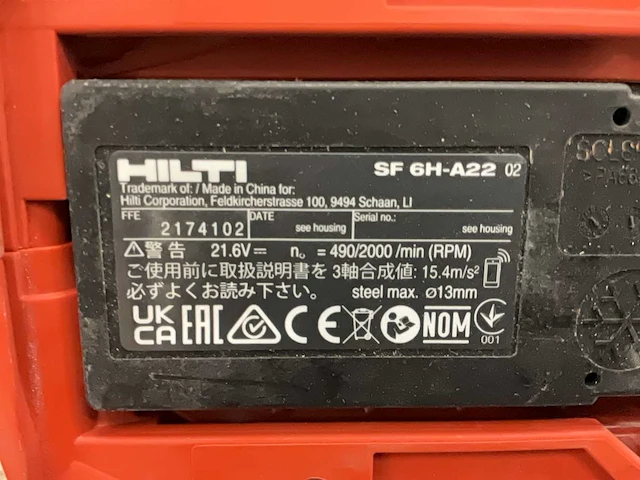 HILTI SF 6H-A22 02
Trademark of: / Made in China for:
Hilti Corporation, Feldkircherstrasse 100, 9494 Schaan, LI
FFE 2174102 DATE see housing Serial no.: see housing
⚠警告 21.6V⎓ n₀ = 490/2000 /min (RPM)
ご使用前に取扱説明書を 3軸合成値: 15.4m/s²
必ずよくお読み下さい。 steel max. ø13mm
UK CA EAC CE NOM
001